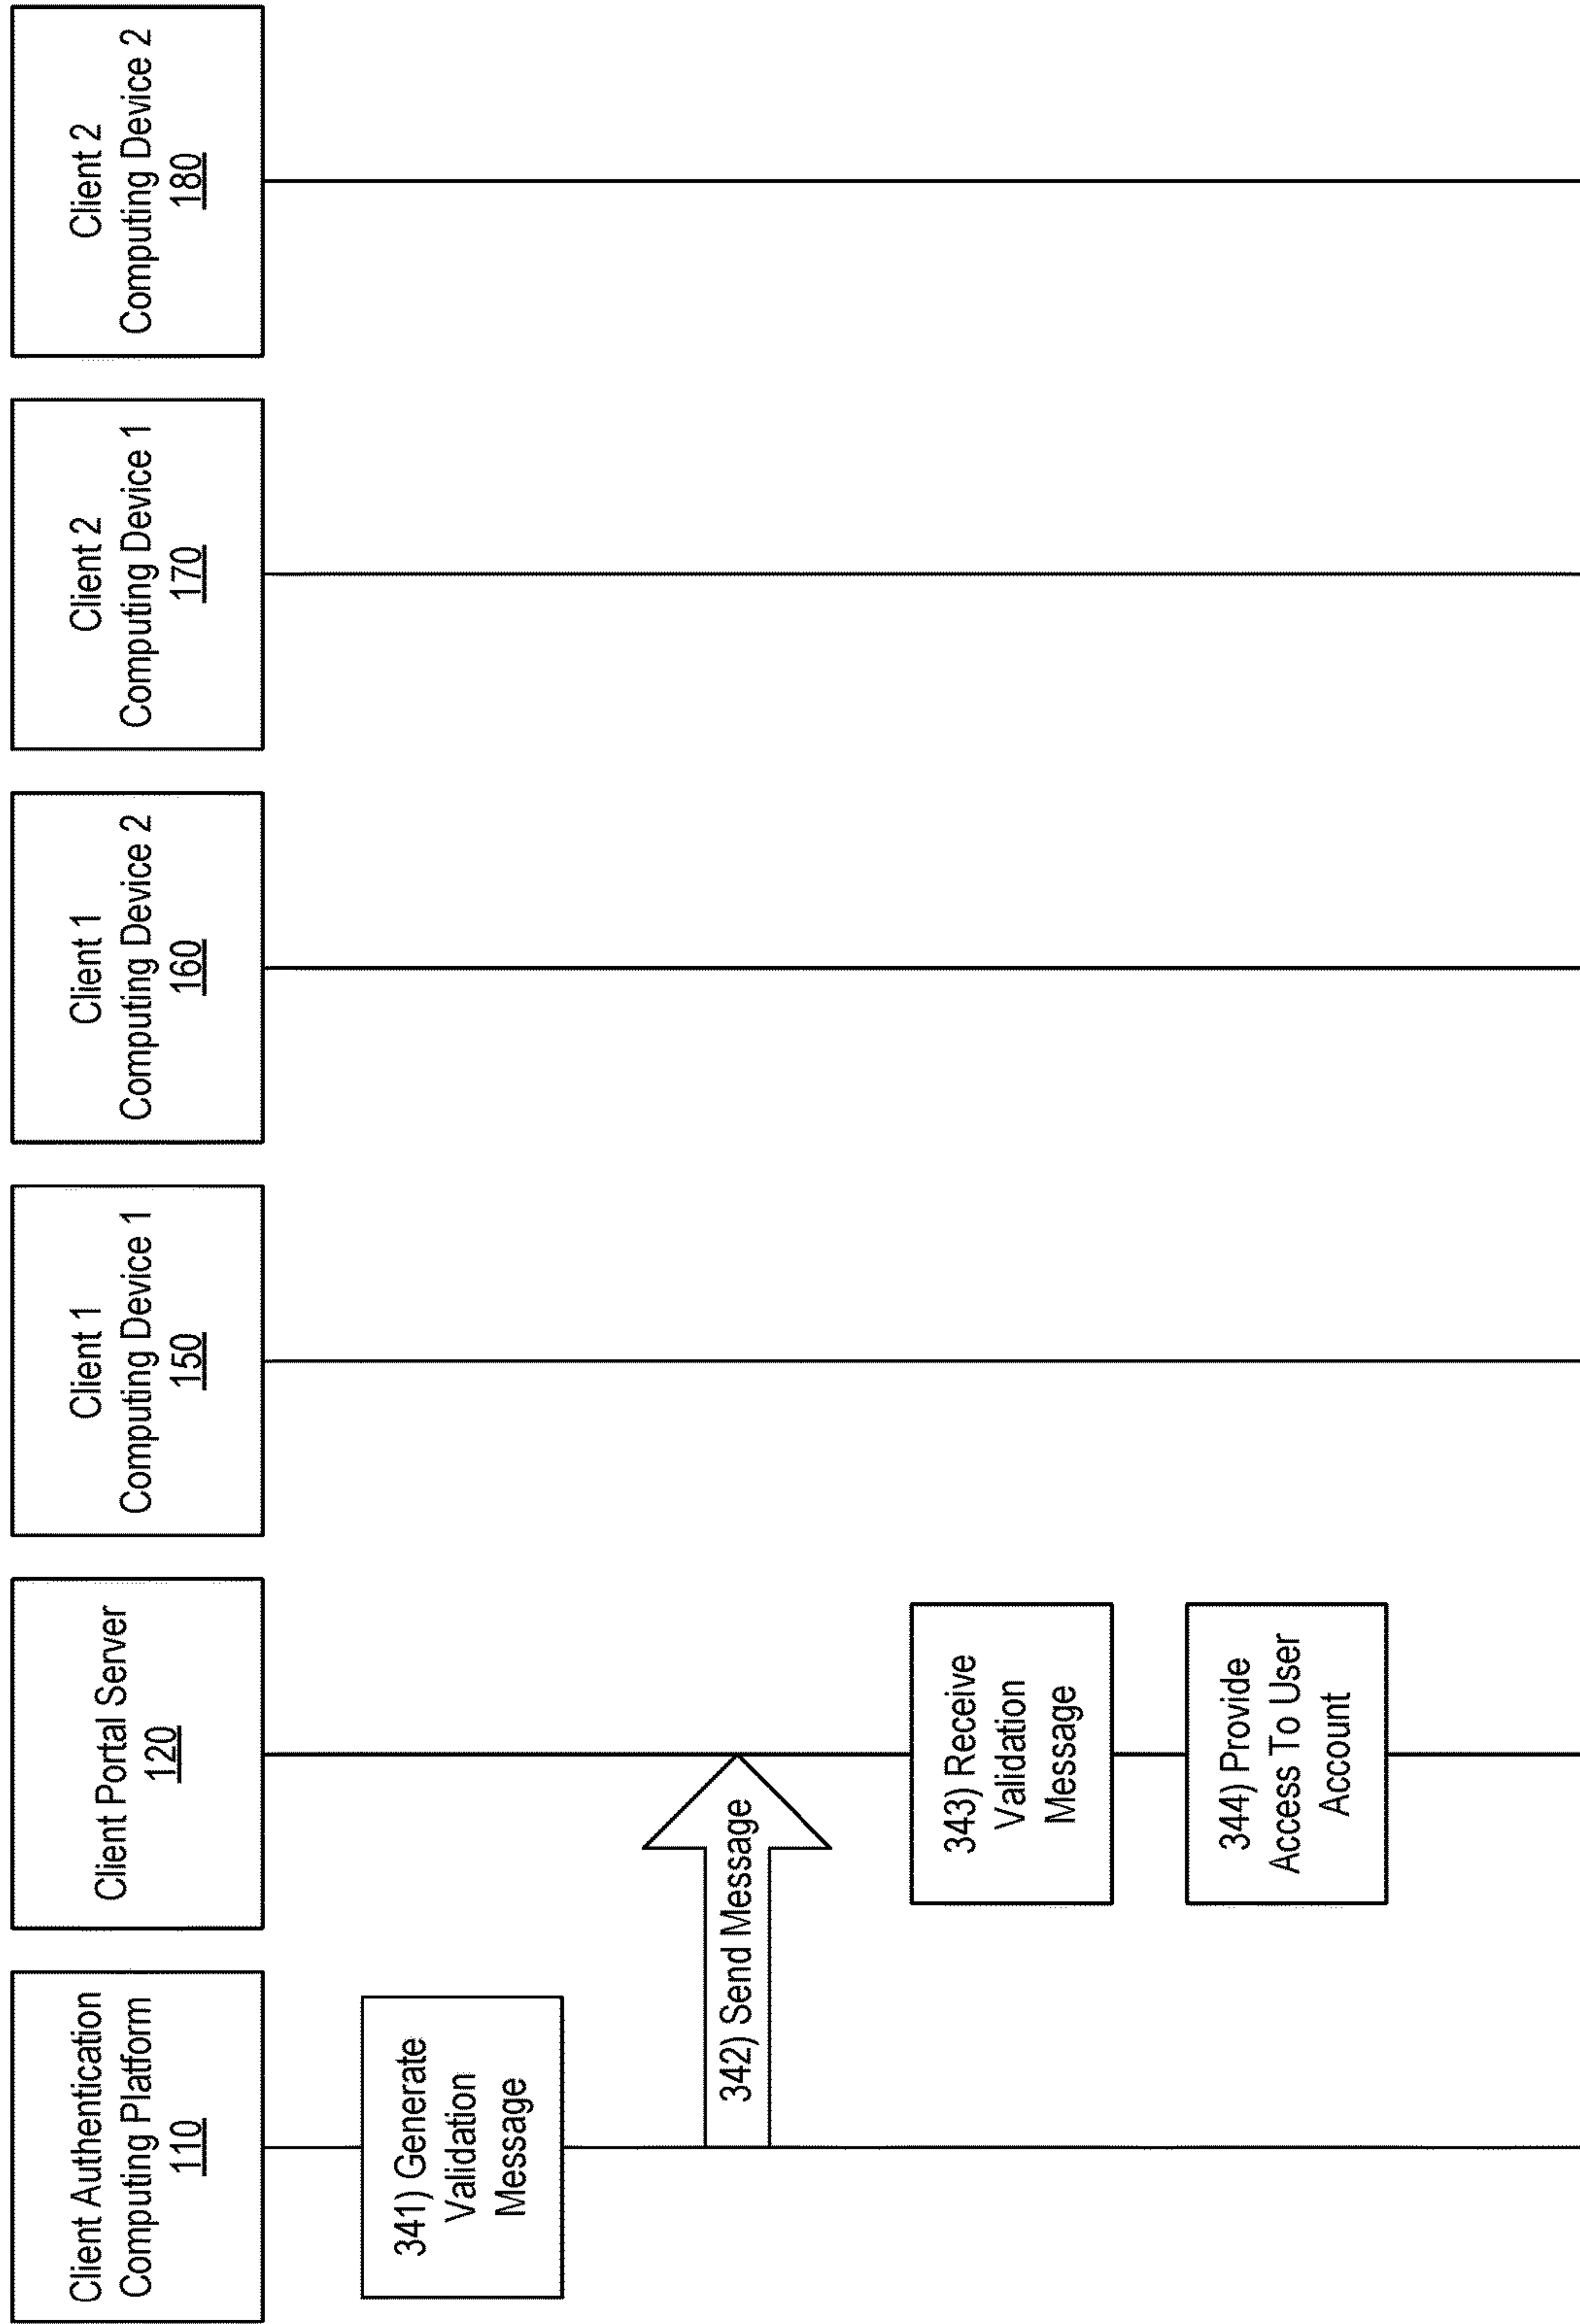 Client Authentication
Computing Platform
110
Client Portal Server
120
Client 1
Computing Device 1
150
Client 1
Computing Device 2
160
Client 2
Computing Device 1
170
Client 2
Computing Device 2
180
341) Generate
Validation
Message
342) Send Message
343) Receive
Validation
Message
344) Provide
Access To User
Account